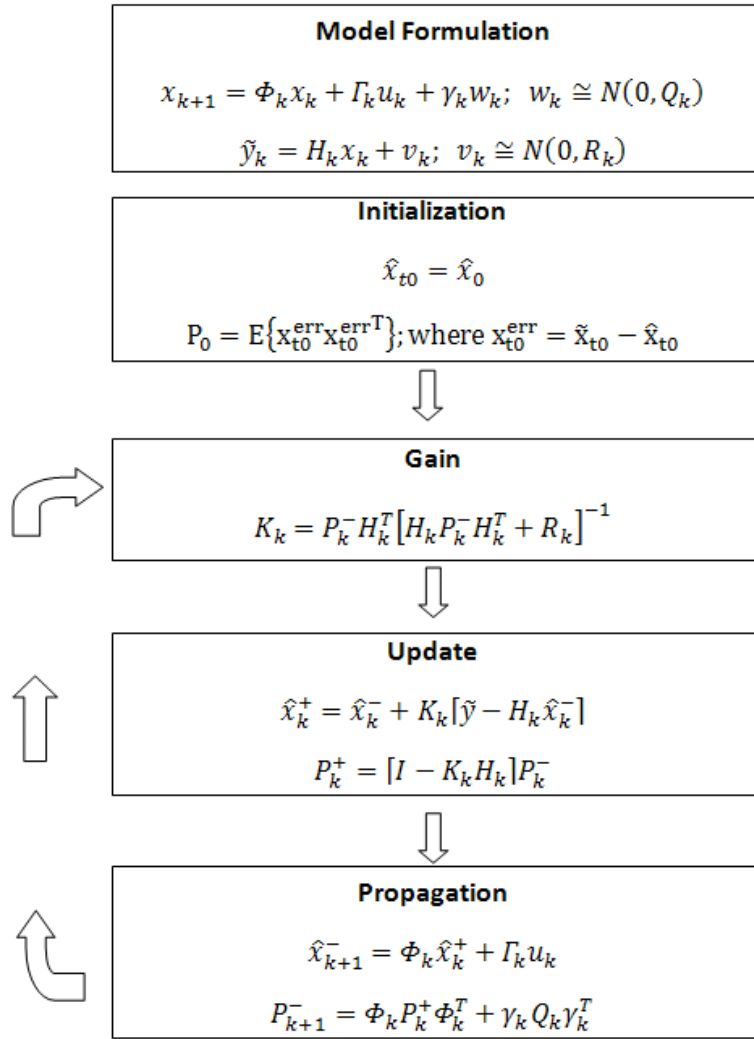 Model Formulation
x_{k+1} = Φ_k x_k + Γ_k u_k + γ_k w_k;  w_k ≅ N(0, Q_k)
ỹ_k = H_k x_k + v_k;  v_k ≅ N(0, R_k)
Initialization
x̂_{t0} = x̂_0
P_0 = E{x_{t0}^{err} x_{t0}^{err^T}}; where x_{t0}^{err} = x̃_{t0} − x̂_{t0}
Gain
K_k = P_k^− H_k^T [H_k P_k^− H_k^T + R_k]^{−1}
Update
x̂_k^+ = x̂_k^− + K_k⌈ỹ − H_k x̂_k^−⌉
P_k^+ = ⌈I − K_k H_k⌉P_k^−
Propagation
x̂_{k+1}^− = Φ_k x̂_k^+ + Γ_k u_k
P_{k+1}^− = Φ_k P_k^+ Φ_k^T + γ_k Q_k γ_k^T